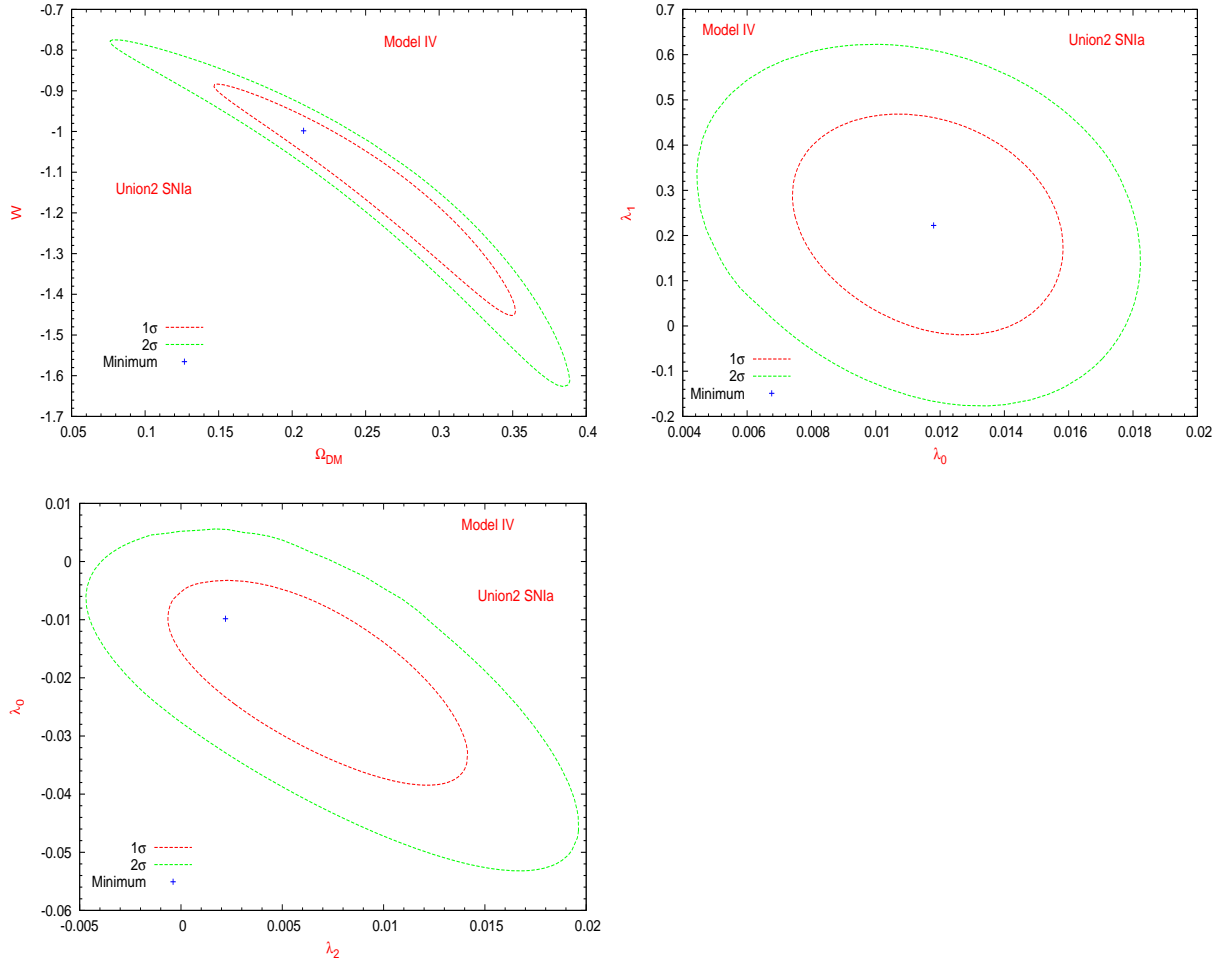 -0.7
-0.8
-0.9
-1
-1.1
-1.2
-1.3
-1.4
-1.5
-1.6
-1.7
W
Model IV
Union2 SNIa
1σ
2σ
Minimum
0.05 0.1 0.15 0.2 0.25 0.3 0.35 0.4
Ω_DM
0.7
0.6
0.5
0.4
0.3
0.2
0.1
0
-0.1
-0.2
λ_1
Model IV
Union2 SNIa
1σ
2σ
Minimum
0.004 0.006 0.008 0.01 0.012 0.014 0.016 0.018 0.02
λ_0
0.01
0
-0.01
-0.02
-0.03
-0.04
-0.05
-0.06
λ_0
Model IV
Union2 SNIa
1σ
2σ
Minimum
-0.005 0 0.005 0.01 0.015 0.02
λ_2